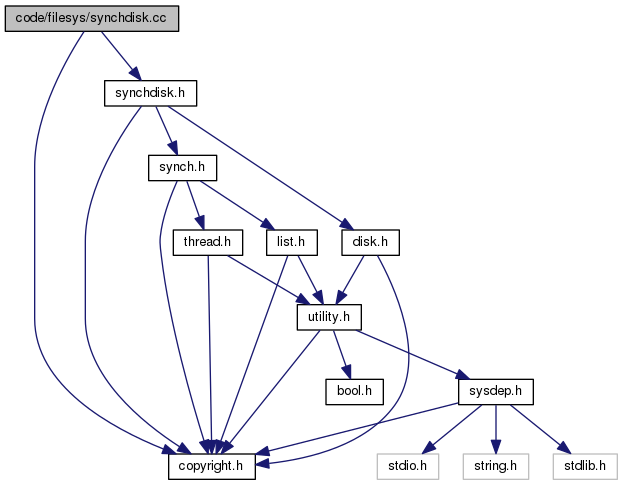 code/filesys/synchdisk.cc
synchdisk.h
synch.h
thread.h
list.h
disk.h
utility.h
bool.h
sysdep.h
copyright.h
stdio.h
string.h
stdlib.h